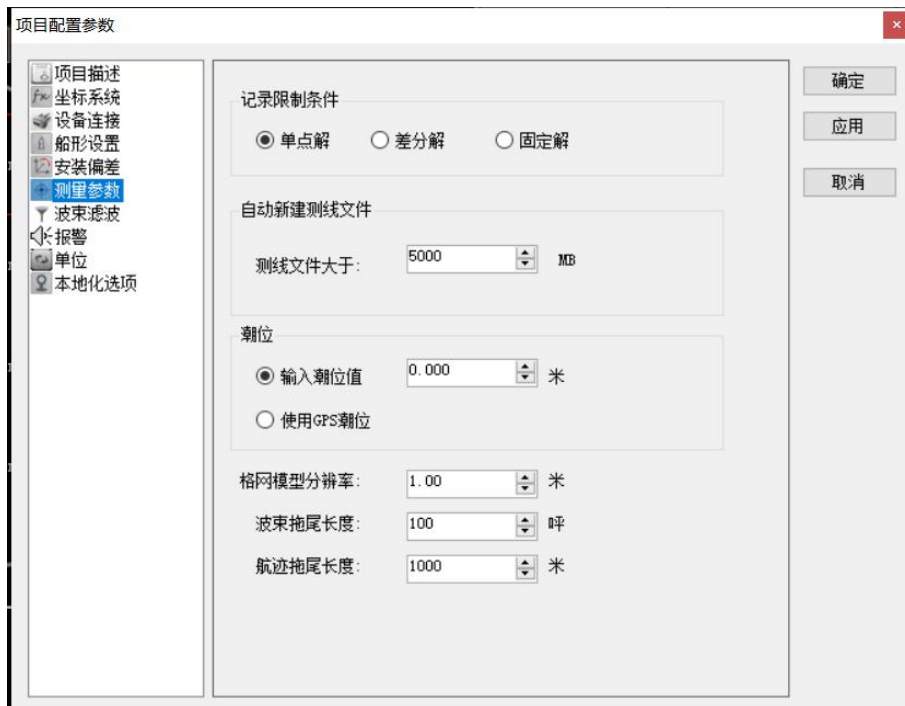 项目配置参数
项目描述
坐标系统
设备连接
船形设置
安装偏差
测量参数
波束滤波
报警
单位
本地化选项
记录限制条件
单点解 差分解 固定解
自动新建测线文件
测线文件大于: 5000 MB
潮位
输入潮位值 0.000 米
使用GPS潮位
格网模型分辨率: 1.00 米
波束拖尾长度: 100 呯
航迹拖尾长度: 1000 米
确定
应用
取消